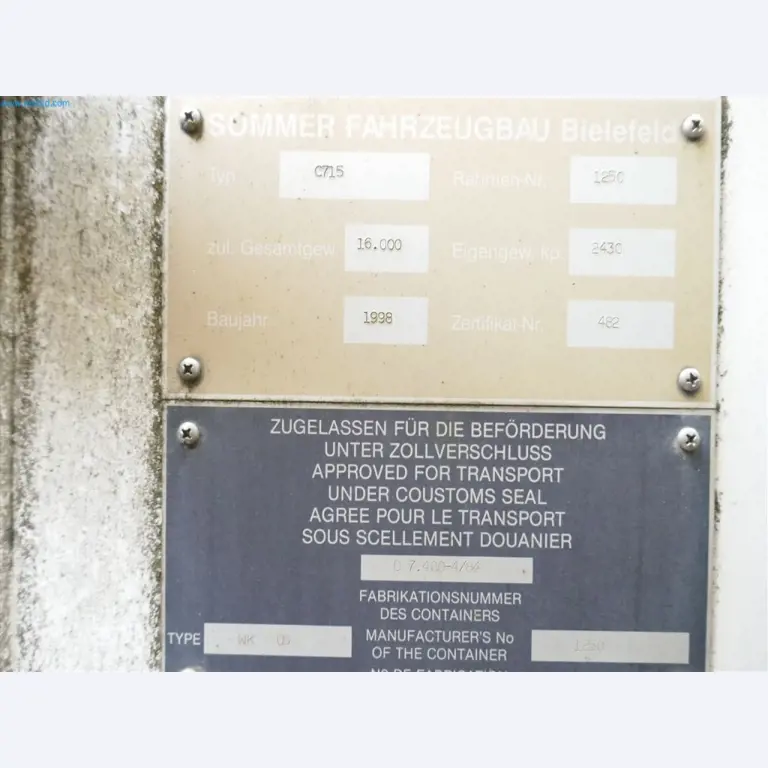 SOMMER FAHRZEUGBAU Bielefeld
Typ C715 Rahmen-Nr. 1250
zul. Gesamtgew. 16.000 Eigengew. kp 2430
Baujahr 1998 Zertifikat-Nr. 482
ZUGELASSEN FÜR DIE BEFÖRDERUNG
UNTER ZOLLVERSCHLUSS
APPROVED FOR TRANSPORT
UNDER COUSTOMS SEAL
AGREE POUR LE TRANSPORT
SOUS SCELLEMENT DOUANIER
FABRIKATIONSNUMMER
DES CONTAINERS
TYPE WK MANUFACTURER'S No
OF THE CONTAINER